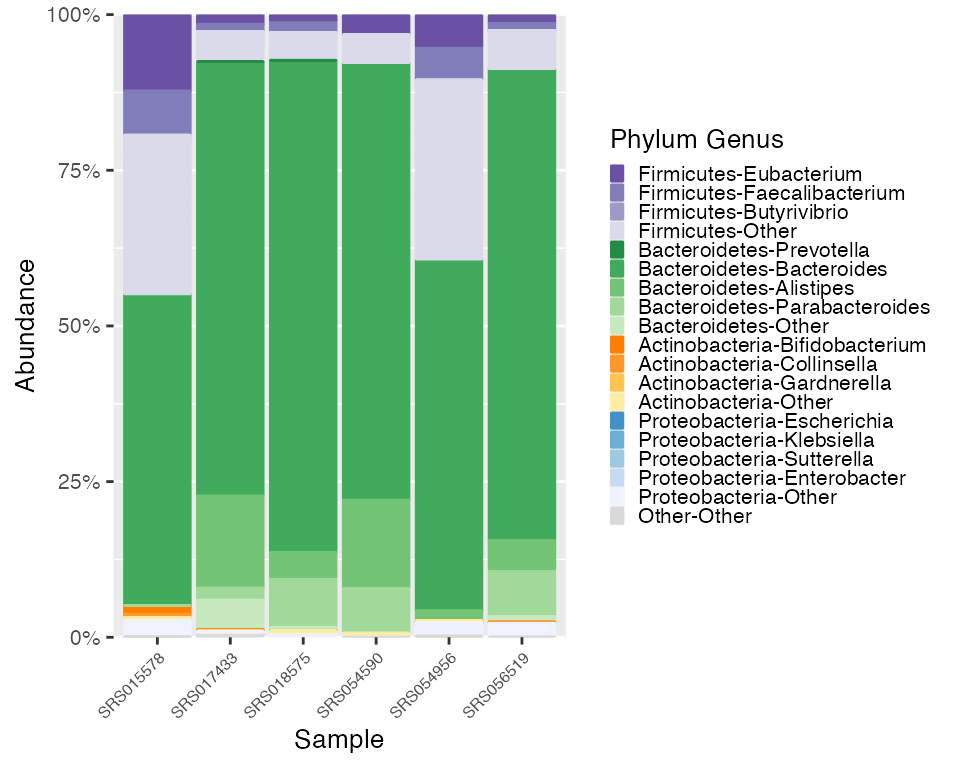 100%
75%
50%
25%
0%
Abundance
SRS015578
SRS017433
SRS018575
SRS054590
SRS054956
SRS056519
Sample
Phylum Genus
Firmicutes-Eubacterium
Firmicutes-Faecalibacterium
Firmicutes-Butyrivibrio
Firmicutes-Other
Bacteroidetes-Prevotella
Bacteroidetes-Bacteroides
Bacteroidetes-Alistipes
Bacteroidetes-Parabacteroides
Bacteroidetes-Other
Actinobacteria-Bifidobacterium
Actinobacteria-Collinsella
Actinobacteria-Gardnerella
Actinobacteria-Other
Proteobacteria-Escherichia
Proteobacteria-Klebsiella
Proteobacteria-Sutterella
Proteobacteria-Enterobacter
Proteobacteria-Other
Other-Other